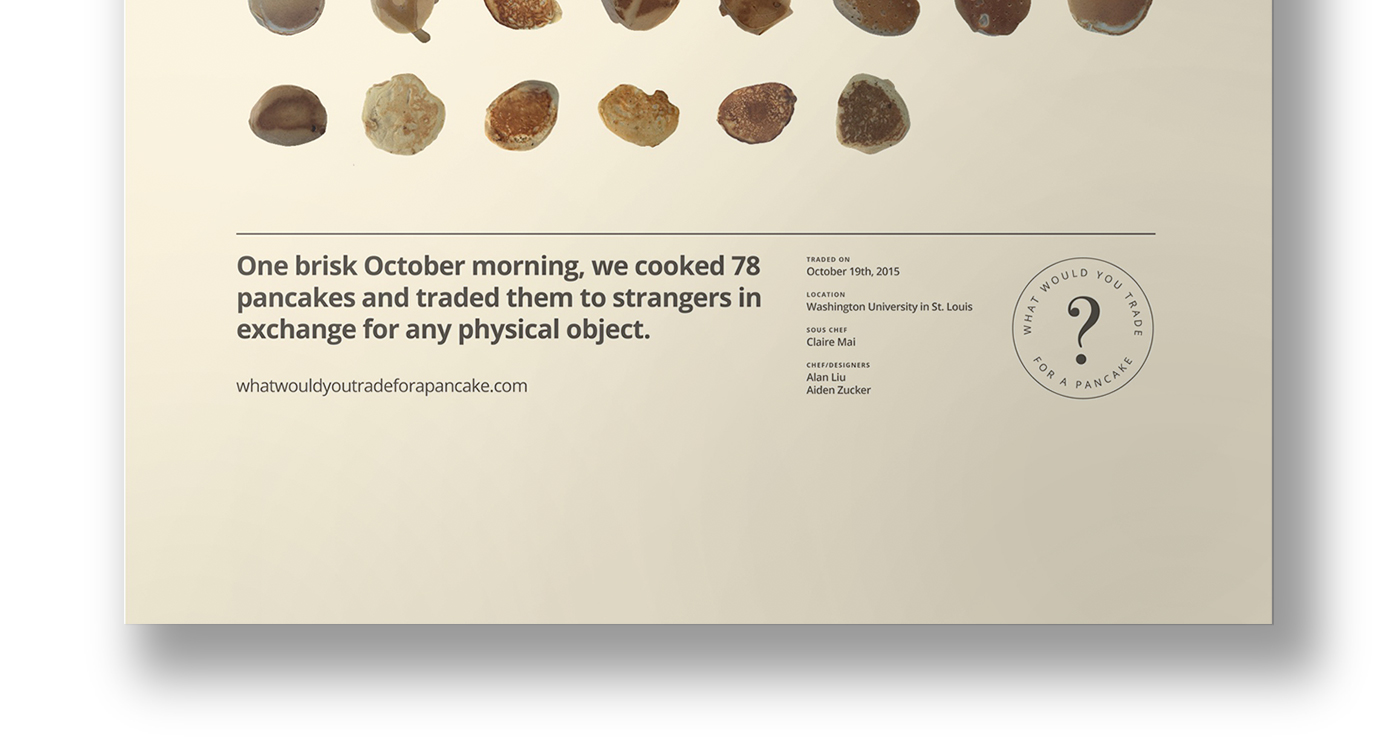 One brisk October morning, we cooked 78
pancakes and traded them to strangers in
exchange for any physical object.
whatwouldyoutradeforapancake.com
TRADED ON
October 19th, 2015
LOCATION
Washington University in St. Louis
SOUS CHEF
Claire Mai
CHEF/DESIGNERS
Alan Liu
Aiden Zucker
WHAT WOULD YOU TRADE
?
FOR A PANCAKE